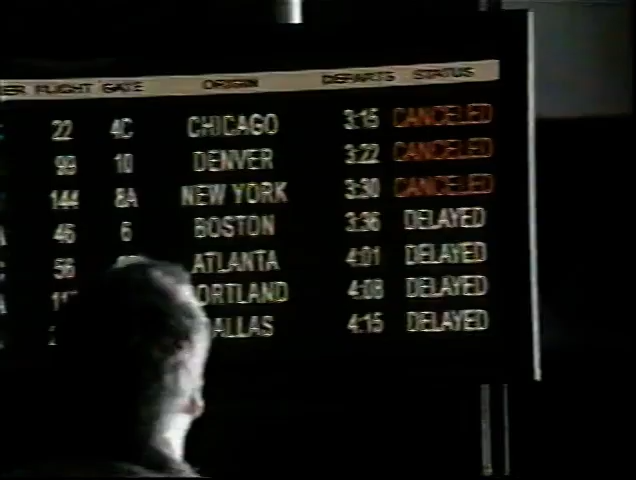 ER FLIGHT GATE ORIGIN DEPARTS STATUS
22 4C CHICAGO 3:15 CANCELED
99 10 DENVER 3:22 CANCELED
144 8A NEW YORK 3:30 CANCELED
46 6 BOSTON 3:36 DELAYED
56 ATLANTA 4:01 DELAYED
ORTLAND 4:08 DELAYED
ALLAS 4:15 DELAYED